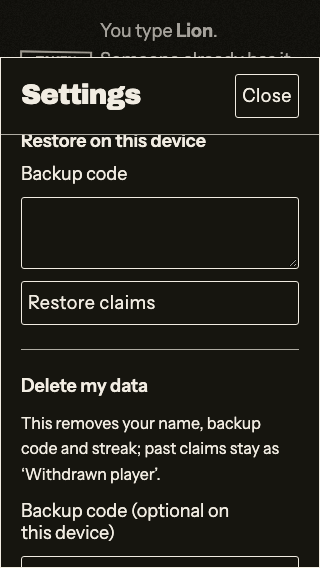 You type Lion.
Settings
Close
Restore on this device
Backup code
Restore claims
Delete my data
This removes your name, backup
code and streak; past claims stay as
‘Withdrawn player’.
Backup code (optional on
this device)